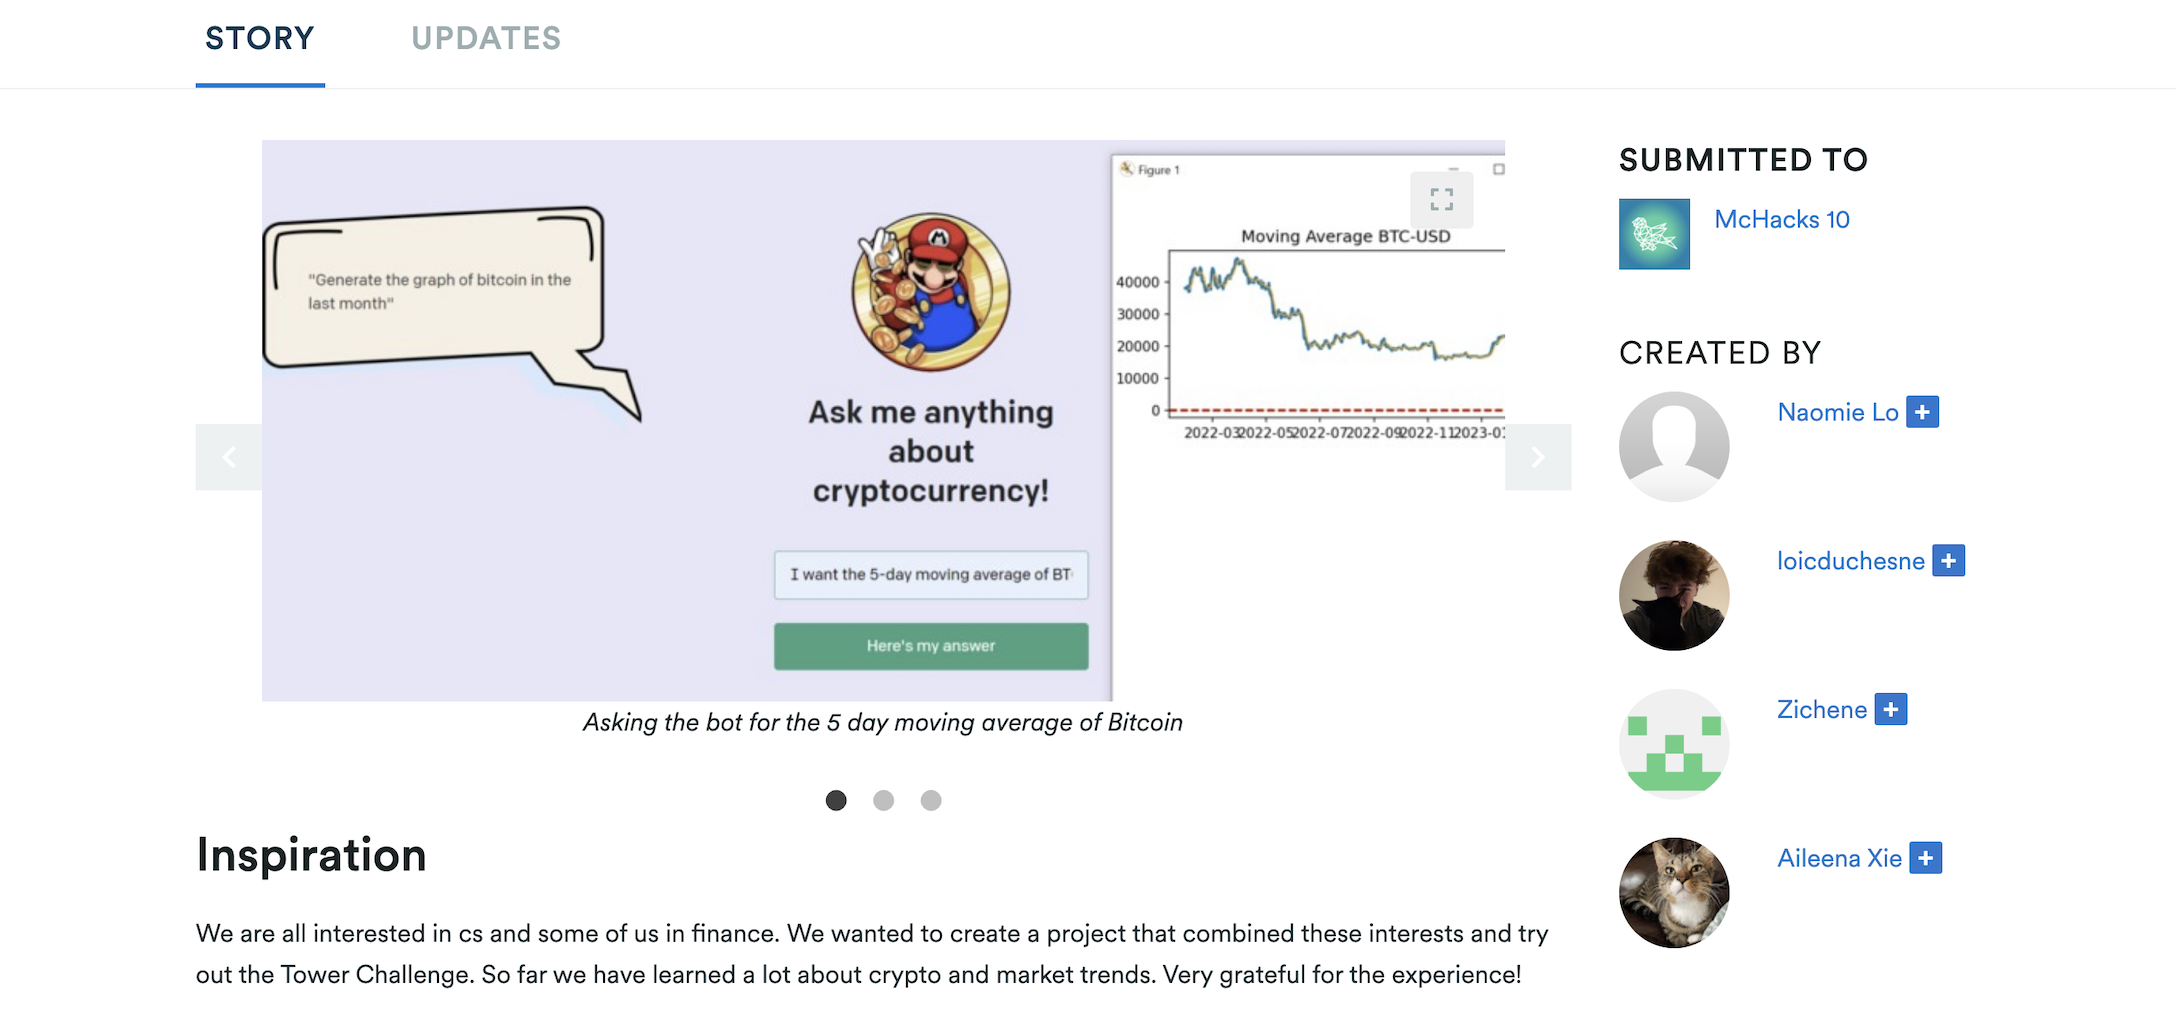 STORY
UPDATES
"Generate the graph of bitcoin in the
last month"
M
Ask me anything
about
cryptocurrency!
I want the 5-day moving average of BT
Here's my answer
Figure 1
Moving Average BTC-USD
40000
30000
20000
10000
0
2022-03 2022-05 2022-07 2022-09 2022-11 2023-01
Asking the bot for the 5 day moving average of Bitcoin
Inspiration
We are all interested in cs and some of us in finance. We wanted to create a project that combined these interests and try
out the Tower Challenge. So far we have learned a lot about crypto and market trends. Very grateful for the experience!
SUBMITTED TO
McHacks 10
CREATED BY
Naomie Lo
loicduchesne
Zichene
Aileena Xie